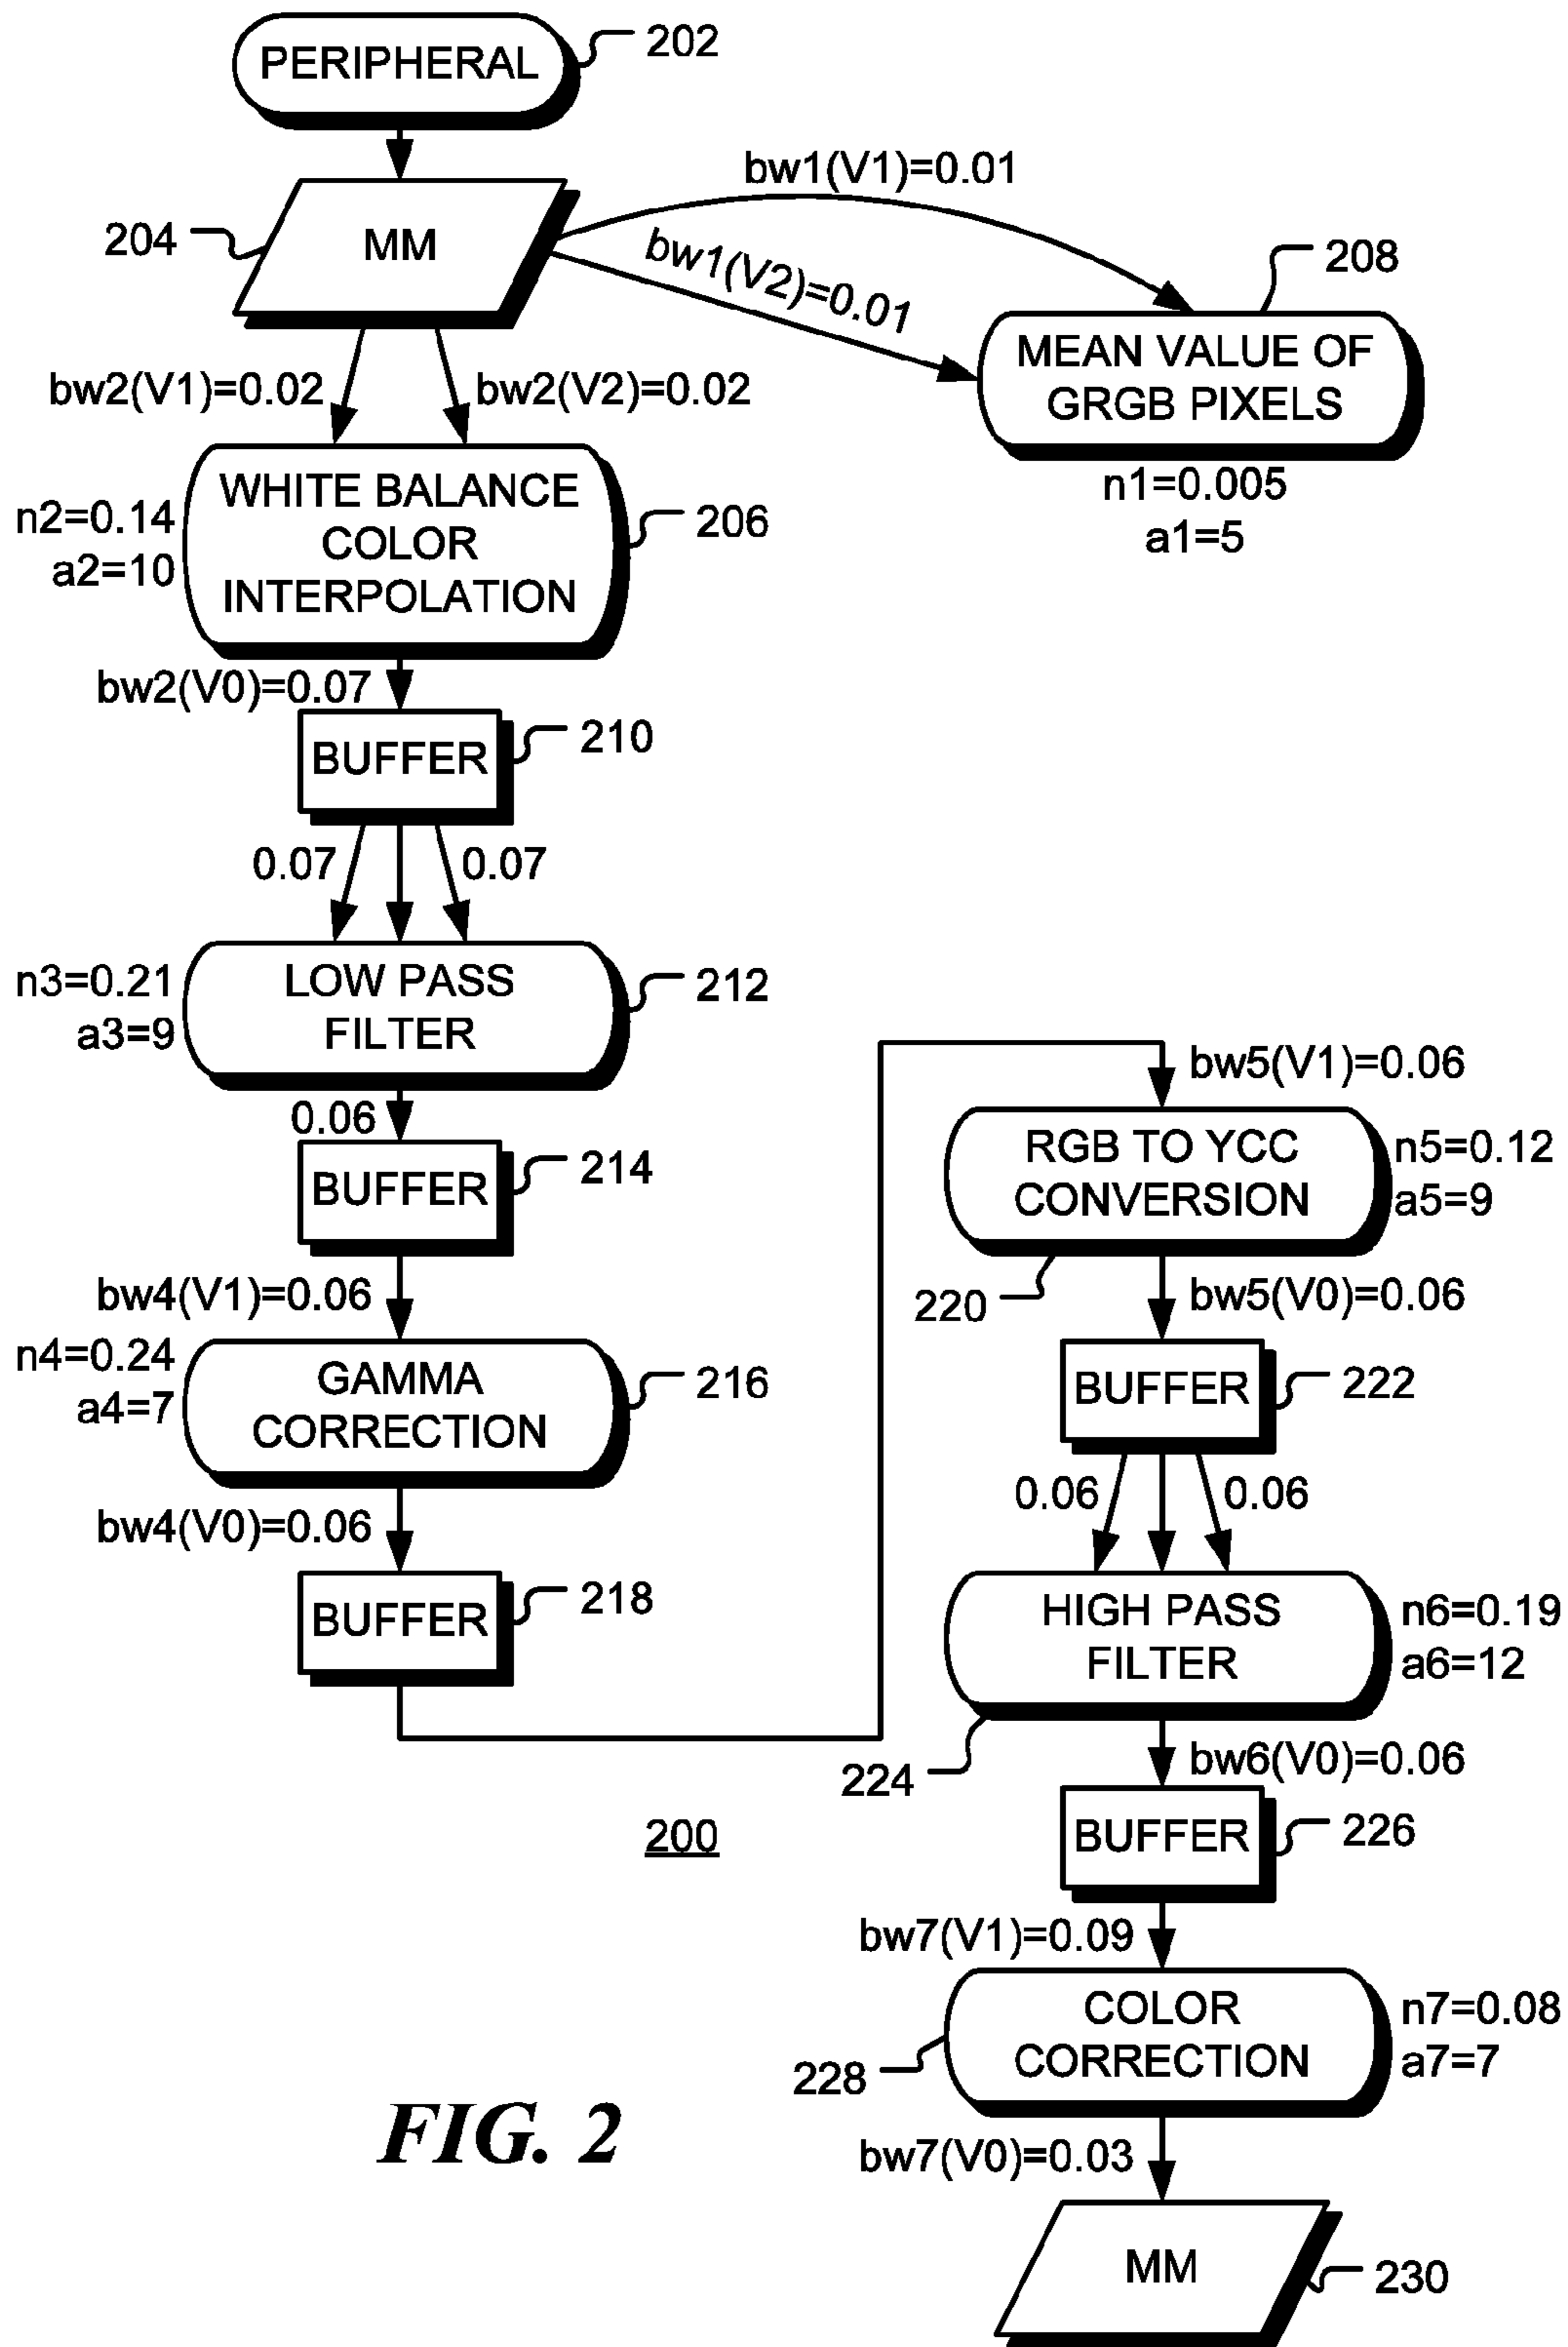 PERIPHERAL
202
MM
204
bw1(V1)=0.01
bw1(V2)=0.01
208
MEAN VALUE OF
GRGB PIXELS
n1=0.005
a1=5
bw2(V1)=0.02
bw2(V2)=0.02
WHITE BALANCE
COLOR
INTERPOLATION
n2=0.14
a2=10
206
bw2(V0)=0.07
BUFFER
210
0.07
0.07
LOW PASS
FILTER
n3=0.21
a3=9
212
0.06
BUFFER
214
bw4(V1)=0.06
GAMMA
CORRECTION
n4=0.24
a4=7
216
bw4(V0)=0.06
BUFFER
218
bw5(V1)=0.06
RGB TO YCC
CONVERSION
n5=0.12
a5=9
220
bw5(V0)=0.06
BUFFER
222
0.06
0.06
HIGH PASS
FILTER
n6=0.19
a6=12
224
bw6(V0)=0.06
BUFFER
226
200
bw7(V1)=0.09
COLOR
CORRECTION
n7=0.08
a7=7
228
bw7(V0)=0.03
MM
230
FIG. 2